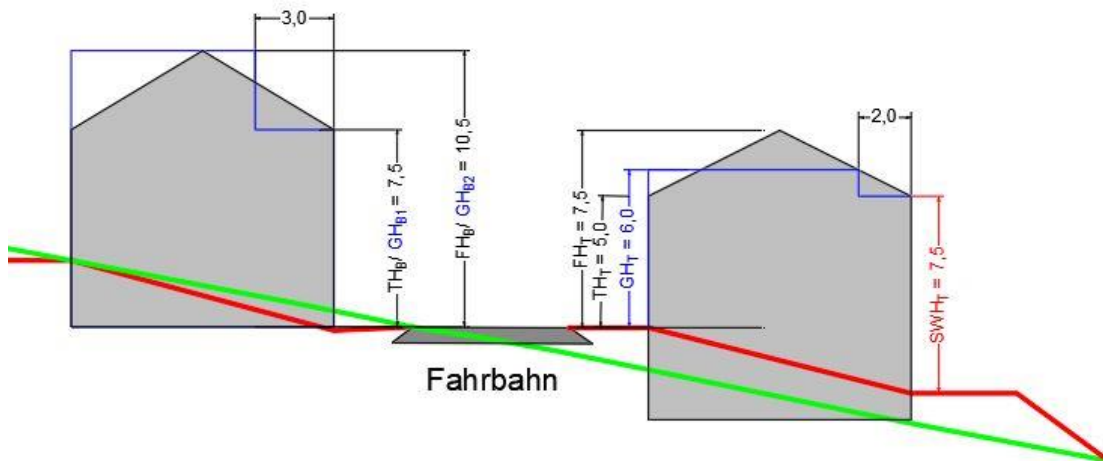 3,0
TH_B/ GH_B1 = 7,5
FH_B/ GH_B2 = 10,5
FH_T = 7,5
TH_T = 5,0
GH_T = 6,0
2,0
SWH_T = 7,5
Fahrbahn